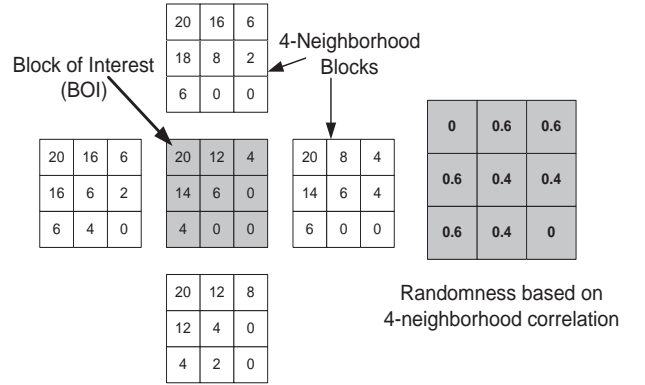 20 16 6
18 8 2
6 0 0
4-Neighborhood
Blocks
Block of Interest
(BOI)
20 16 6
16 6 2
6 4 0
20 12 4
14 6 0
4 0 0
20 8 4
14 6 4
6 0 0
0 0.6 0.6
0.6 0.4 0.4
0.6 0.4 0
20 12 8
12 4 0
4 2 0
Randomness based on
4-neighborhood correlation